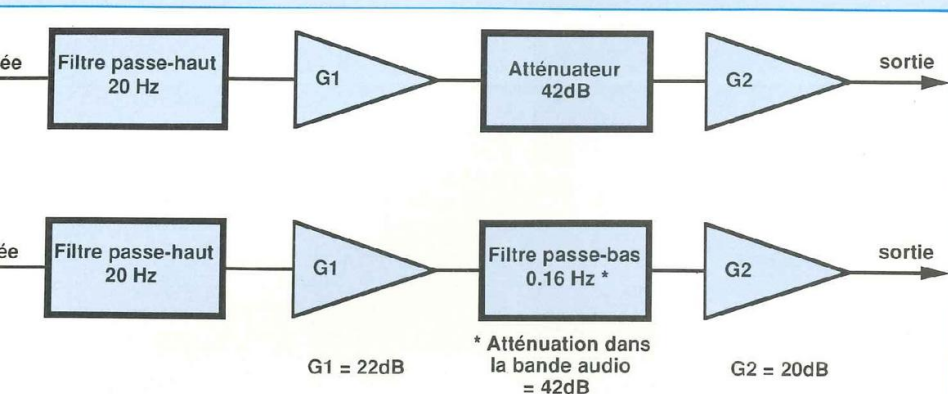 ée
Filtre passe-haut
20 Hz
G1
Atténuateur
42dB
G2
sortie
ée
Filtre passe-haut
20 Hz
G1
Filtre passe-bas
0.16 Hz *
G2
sortie
G1 = 22dB
* Atténuation dans
la bande audio
= 42dB
G2 = 20dB